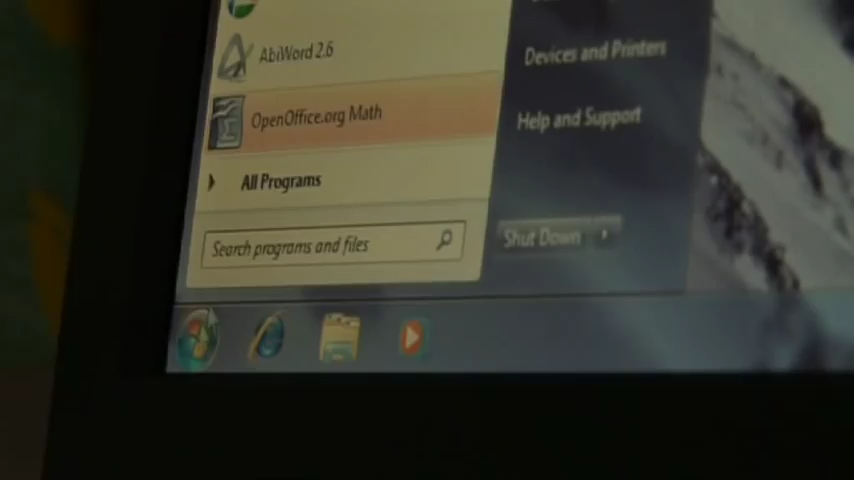 AbiWord 2.6
Devices and Printers
OpenOffice.org Math
Help and Support
All Programs
Search programs and files
Shut Down